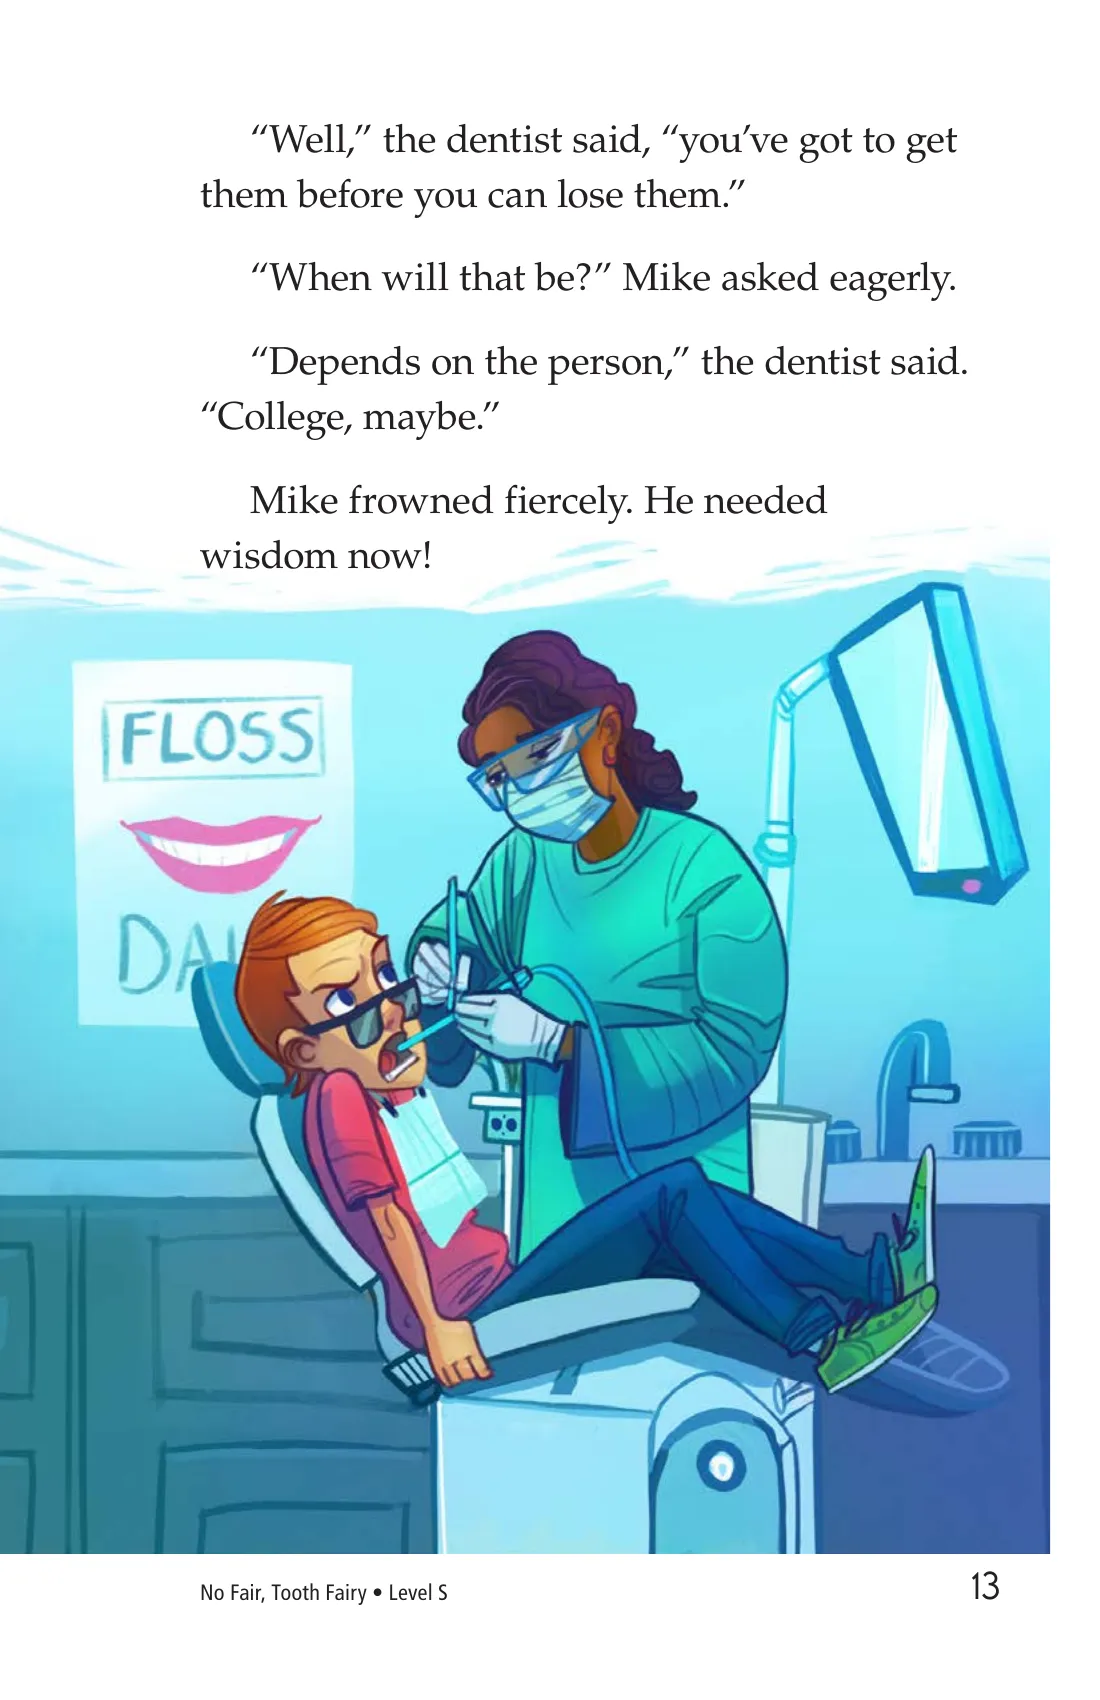 “Well,” the dentist said, “you’ve got to get
them before you can lose them.”
“When will that be?” Mike asked eagerly.
“Depends on the person,” the dentist said.
“College, maybe.”
Mike frowned fiercely. He needed
wisdom now!
FLOSS
DAI
No Fair, Tooth Fairy • Level S
13